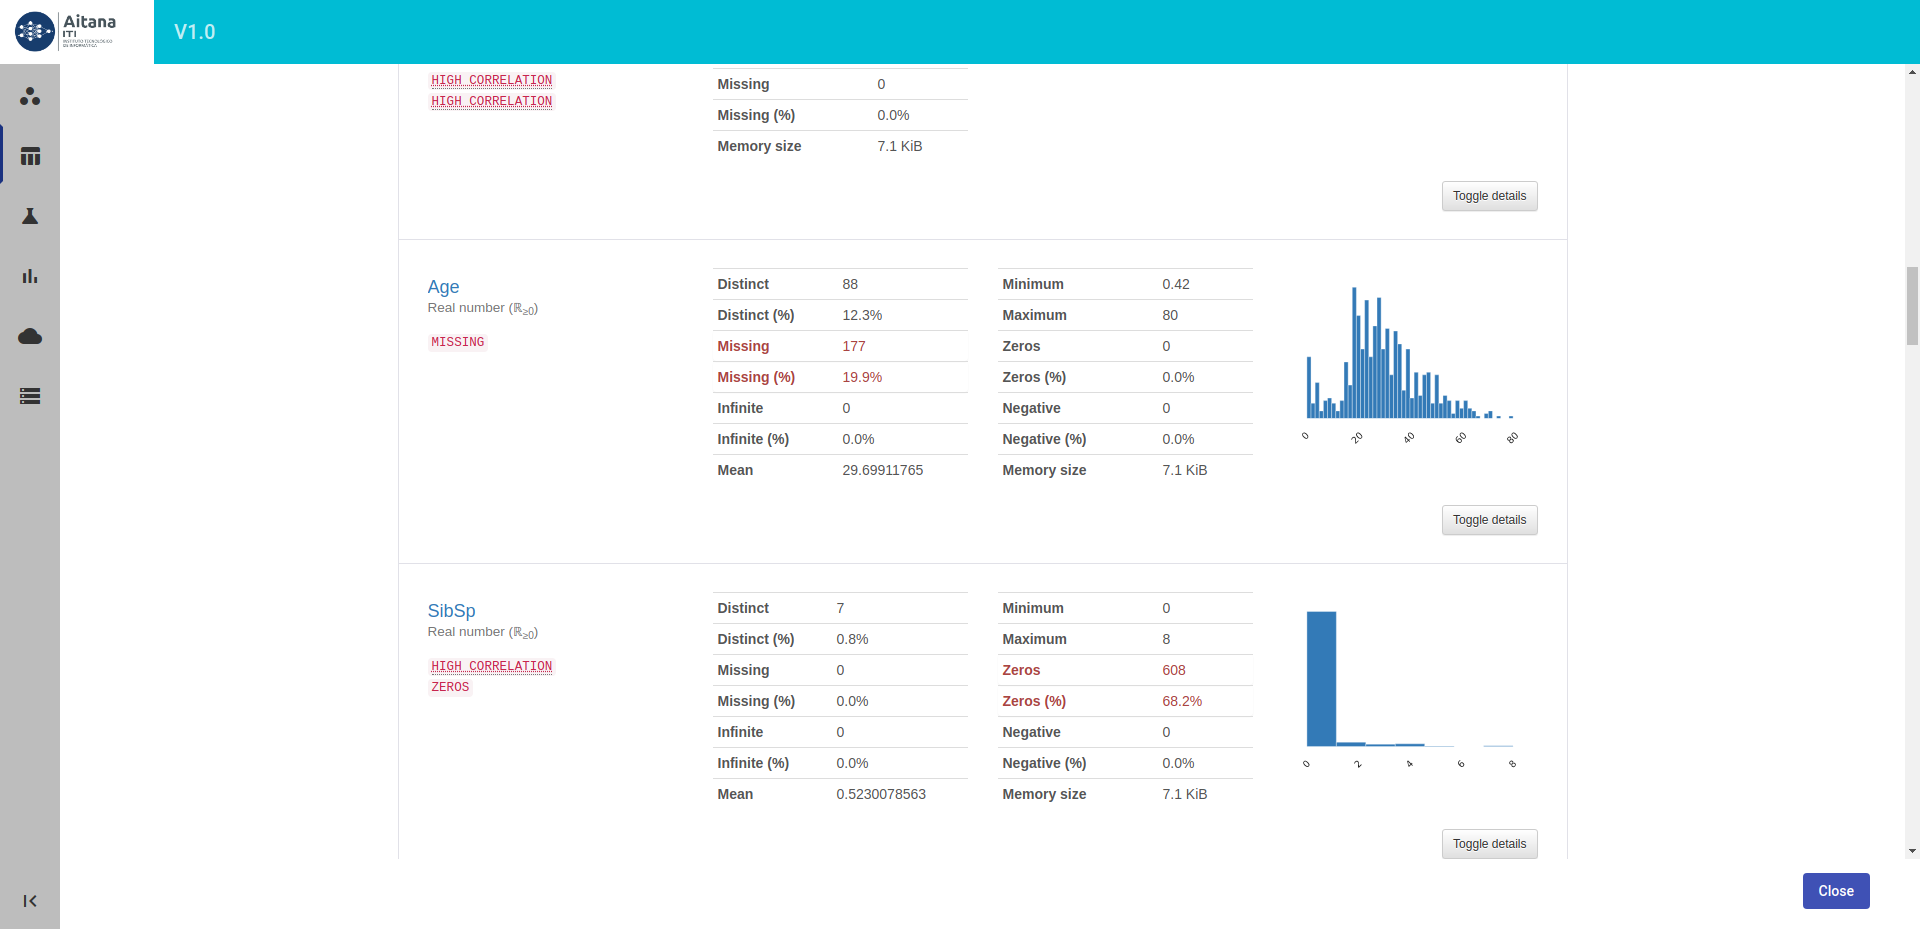 Aitana
ITI
INSTITUTO TECNOLÓGICO
DE INFORMÁTICA
V1.0
HIGH CORRELATION
HIGH CORRELATION
Missing 0
Missing (%) 0.0%
Memory size 7.1 KiB
Toggle details
Age
Real number (ℝ≥0)
MISSING
Distinct 88
Distinct (%) 12.3%
Missing 177
Missing (%) 19.9%
Infinite 0
Infinite (%) 0.0%
Mean 29.69911765
Minimum 0.42
Maximum 80
Zeros 0
Zeros (%) 0.0%
Negative 0
Negative (%) 0.0%
Memory size 7.1 KiB
0 20 40 60 80
Toggle details
SibSp
Real number (ℝ≥0)
HIGH CORRELATION
ZEROS
Distinct 7
Distinct (%) 0.8%
Missing 0
Missing (%) 0.0%
Infinite 0
Infinite (%) 0.0%
Mean 0.5230078563
Minimum 0
Maximum 8
Zeros 608
Zeros (%) 68.2%
Negative 0
Negative (%) 0.0%
Memory size 7.1 KiB
0 2 4 6 8
Toggle details
Close